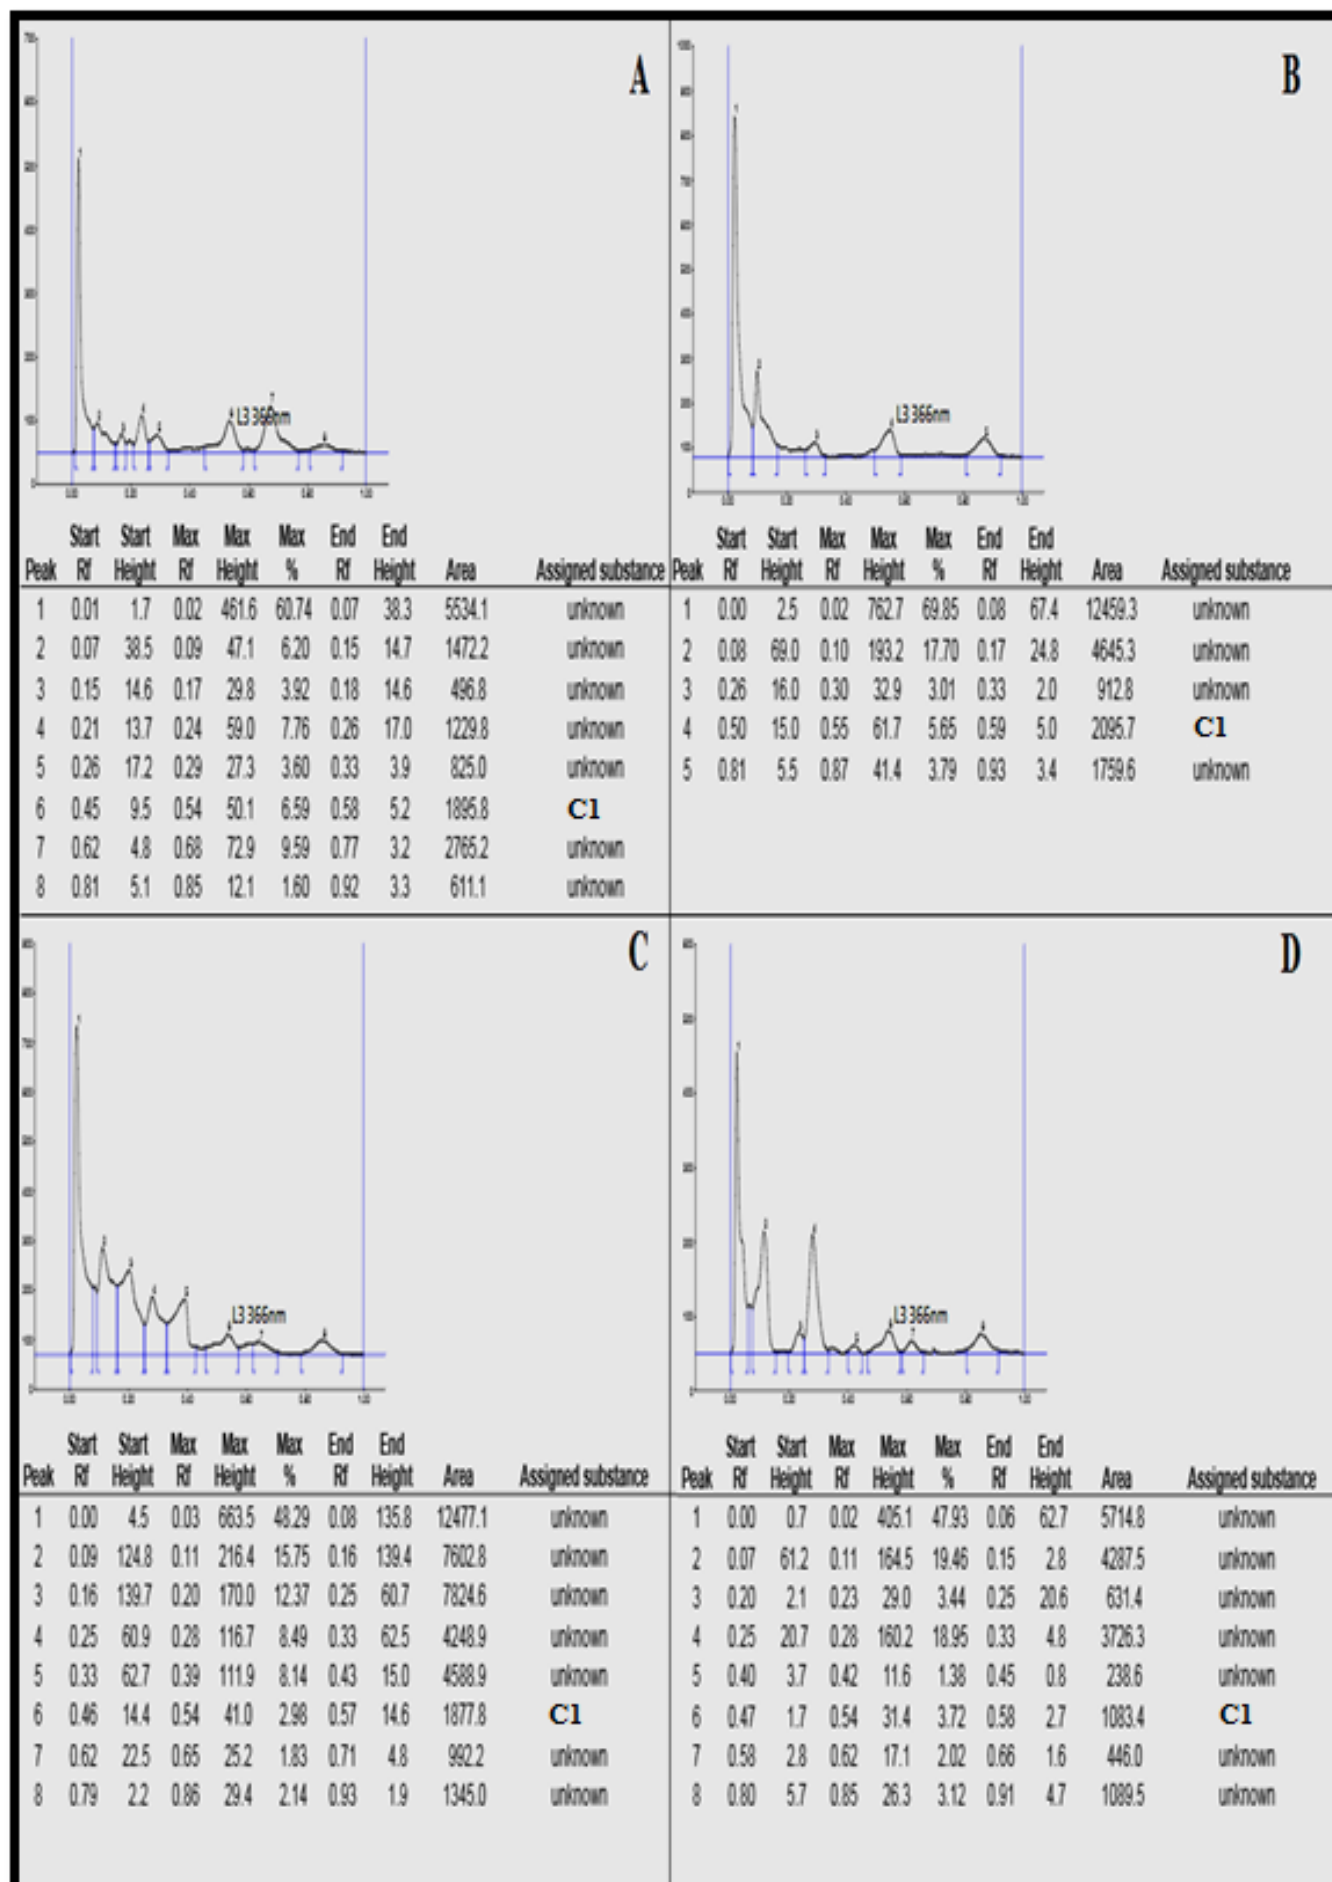 A
L3 366nm
Start Start Max Max Max End End
Peak Rf Height Rf Height % Rf Height Area Assigned substance
1 0.01 1.7 0.02 461.6 60.74 0.07 38.3 5534.1 unknown
2 0.07 38.5 0.09 47.1 6.20 0.15 14.7 1472.2 unknown
3 0.15 14.6 0.17 29.8 3.92 0.18 14.6 496.8 unknown
4 0.21 13.7 0.24 59.0 7.76 0.26 17.0 1229.8 unknown
5 0.26 17.2 0.29 27.3 3.60 0.33 3.9 825.0 unknown
6 0.45 9.5 0.54 50.1 6.59 0.58 5.2 1895.8 C1
7 0.62 4.8 0.68 72.9 9.59 0.77 3.2 2765.2 unknown
8 0.81 5.1 0.85 12.1 1.60 0.92 3.3 611.1 unknown
B
L3 366nm
Start Start Max Max Max End End
Peak Rf Height Rf Height % Rf Height Area Assigned substance
1 0.00 2.5 0.02 762.7 69.85 0.08 67.4 12459.3 unknown
2 0.08 69.0 0.10 193.2 17.70 0.17 24.8 4645.3 unknown
3 0.26 16.0 0.30 32.9 3.01 0.33 2.0 912.8 unknown
4 0.50 15.0 0.55 61.7 5.65 0.59 5.0 2095.7 C1
5 0.81 5.5 0.87 41.4 3.79 0.93 3.4 1759.6 unknown
C
L3 366nm
Start Start Max Max Max End End
Peak Rf Height Rf Height % Rf Height Area Assigned substance
1 0.00 4.5 0.03 663.5 48.29 0.08 135.8 12477.1 unknown
2 0.09 124.8 0.11 216.4 15.75 0.16 139.4 7602.8 unknown
3 0.16 139.7 0.20 170.0 12.37 0.25 60.7 7824.6 unknown
4 0.25 60.9 0.28 116.7 8.49 0.33 62.5 4248.9 unknown
5 0.33 62.7 0.39 111.9 8.14 0.43 15.0 4588.9 unknown
6 0.46 14.4 0.54 41.0 2.98 0.57 14.6 1877.8 C1
7 0.62 22.5 0.65 25.2 1.83 0.71 4.8 992.2 unknown
8 0.79 2.2 0.86 29.4 2.14 0.93 1.9 1345.0 unknown
D
L3 366nm
Start Start Max Max Max End End
Peak Rf Height Rf Height % Rf Height Area Assigned substance
1 0.00 0.7 0.02 405.1 47.93 0.06 62.7 5714.8 unknown
2 0.07 61.2 0.11 164.5 19.46 0.15 2.8 4287.5 unknown
3 0.20 2.1 0.23 29.0 3.44 0.25 20.6 631.4 unknown
4 0.25 20.7 0.28 160.2 18.95 0.33 4.8 3726.3 unknown
5 0.40 3.7 0.42 11.6 1.38 0.45 0.8 238.6 unknown
6 0.47 1.7 0.54 31.4 3.72 0.58 2.7 1083.4 C1
7 0.58 2.8 0.62 17.1 2.02 0.66 1.6 446.0 unknown
8 0.80 5.7 0.85 26.3 3.12 0.91 4.7 1089.5 unknown